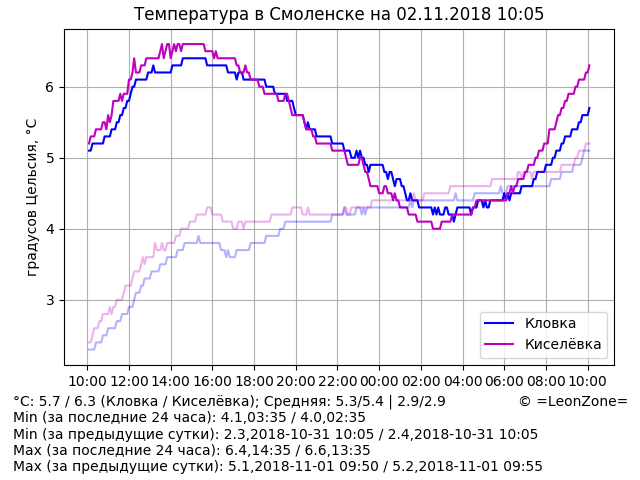 Температура в Смоленске на 02.11.2018 10:05
градусов Цельсия, °C
6
5
4
3
Кловка
Киселёвка
10:00 12:00 14:00 16:00 18:00 20:00 22:00 00:00 02:00 04:00 06:00 08:00 10:00
°C: 5.7 / 6.3 (Кловка / Киселёвка); Средняя: 5.3/5.4 | 2.9/2.9 © =LeonZone=
Min (за последние 24 часа): 4.1,03:35 / 4.0,02:35
Min (за предыдущие сутки): 2.3,2018-10-31 10:05 / 2.4,2018-10-31 10:05
Max (за последние 24 часа): 6.4,14:35 / 6.6,13:35
Max (за предыдущие сутки): 5.1,2018-11-01 09:50 / 5.2,2018-11-01 09:55